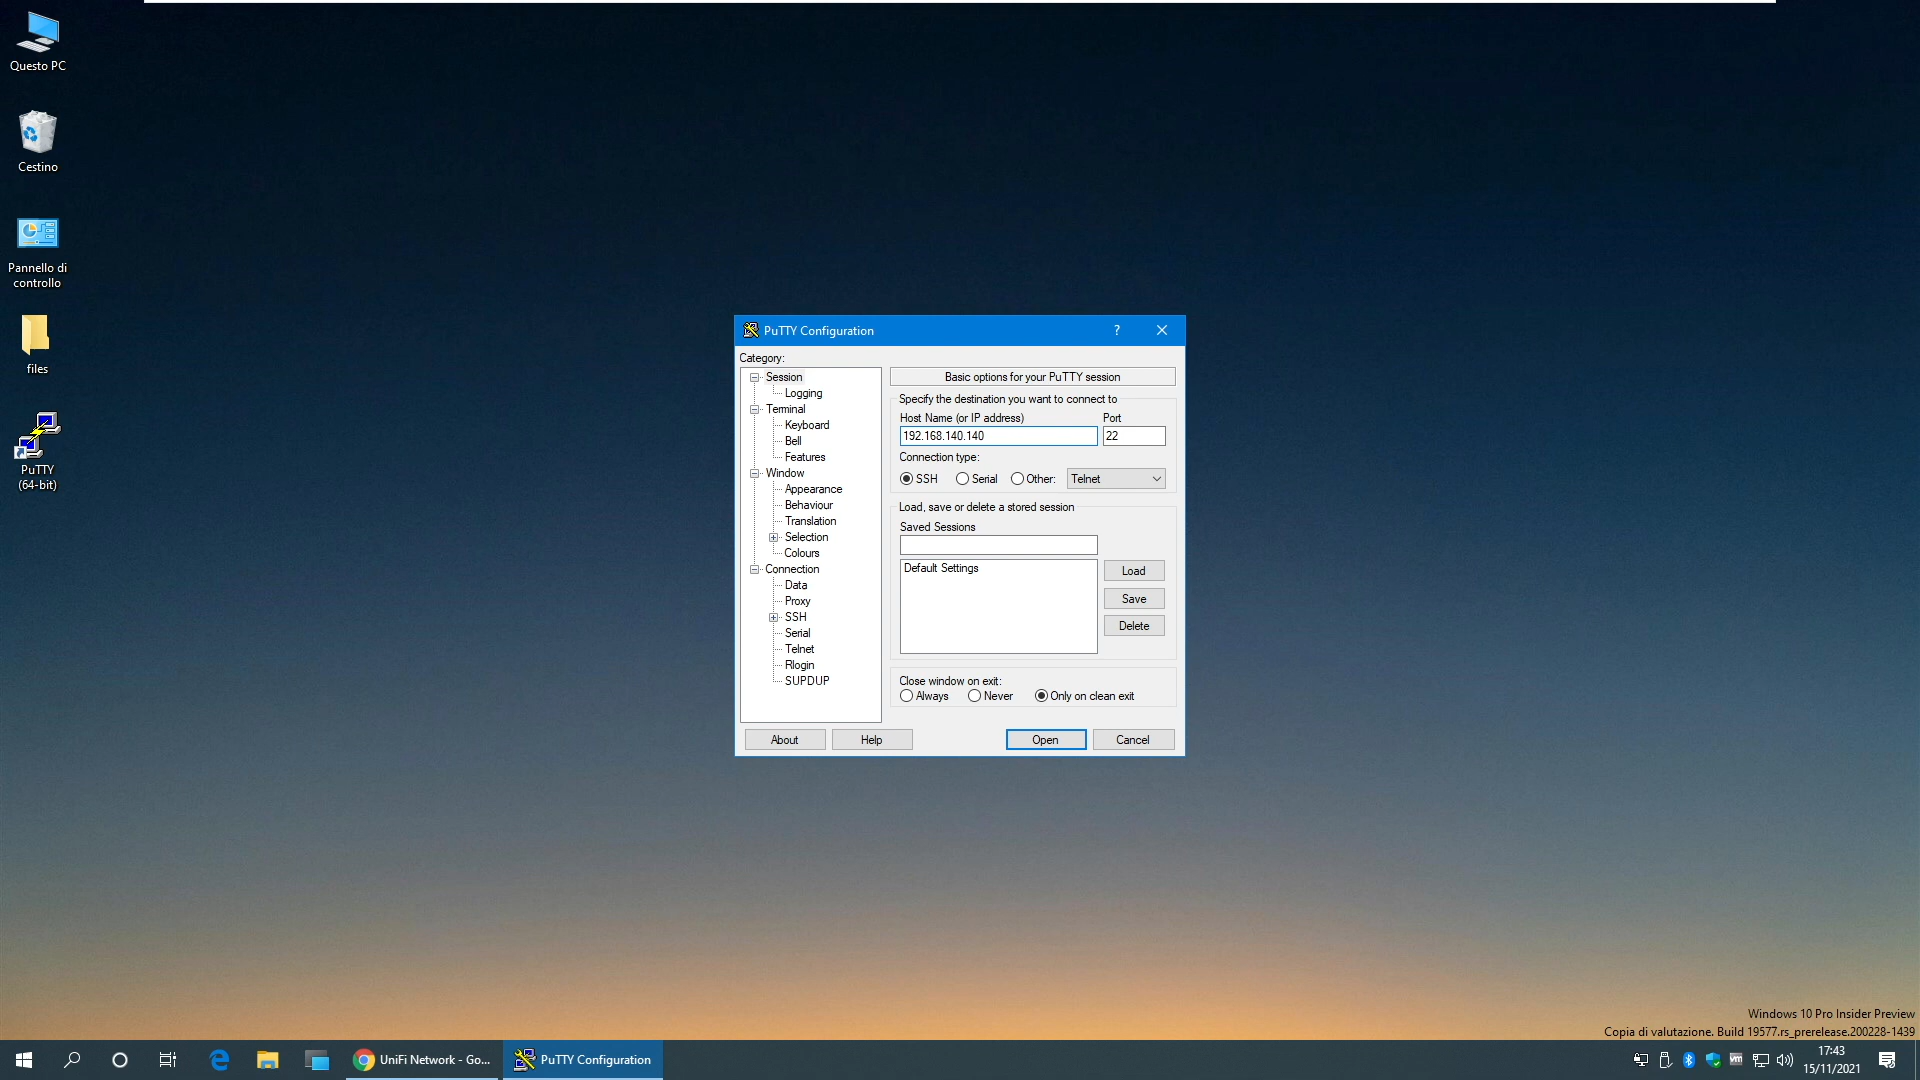 Questo PC
Cestino
Pannello di
controllo
files
PuTTY
(64-bit)
PuTTY Configuration
?
Category:
Session
Logging
Terminal
Keyboard
Bell
Features
Window
Appearance
Behaviour
Translation
Selection
Colours
Connection
Data
Proxy
SSH
Serial
Telnet
Rlogin
SUPDUP
Basic options for your PuTTY session
Specify the destination you want to connect to
Host Name (or IP address) Port
192.168.140.140 22
Connection type:
SSH Serial Other: Telnet
Load, save or delete a stored session
Saved Sessions
Default Settings
Load
Save
Delete
Close window on exit:
Always Never Only on clean exit
About Help Open Cancel
Windows 10 Pro Insider Preview
Copia di valutazione. Build 19577.rs_prerelease.200228-1439
UniFi Network - Go... PuTTY Configuration
vm
17:43
15/11/2021